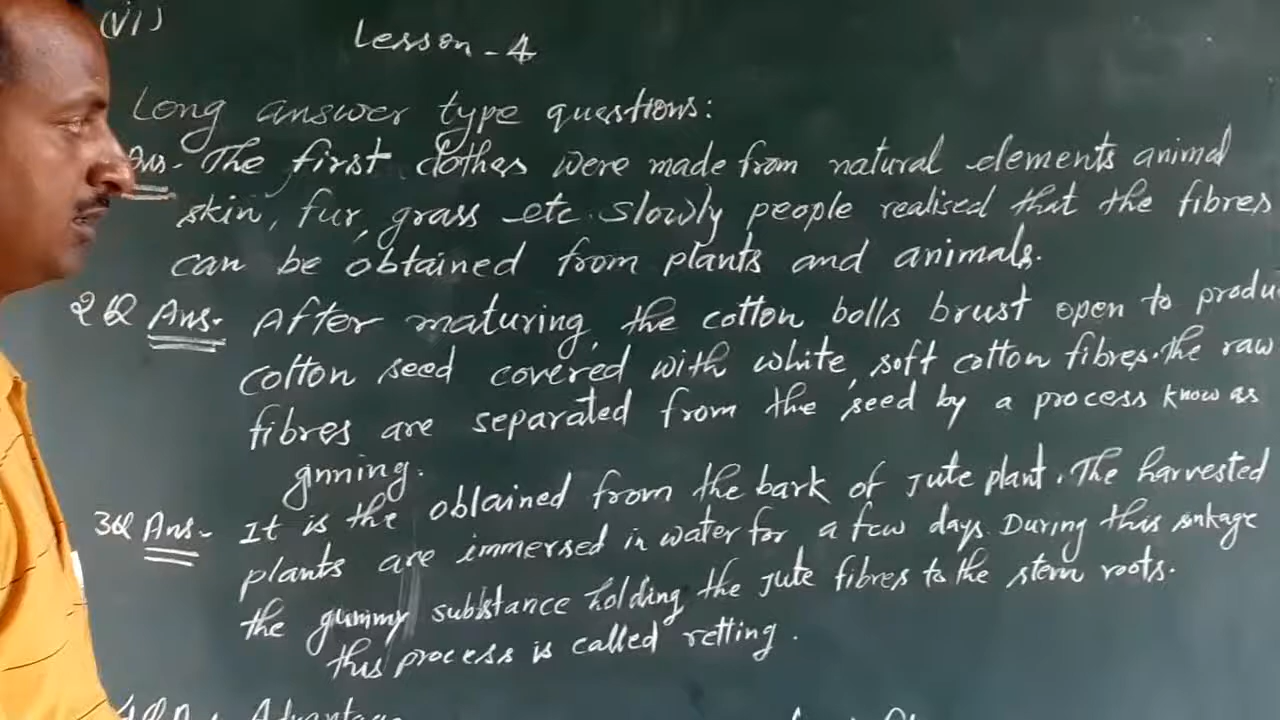 (VI)
Lesson - 4
Long answer type questions:
Ans - The first clothes were made from natural elements animal
skin, fur, grass etc. Slowly people realised that the fibres
can be obtained from plants and animals.
2Q Ans - After maturing, the cotton bolls brust open to produ
cotton seed covered with white, soft cotton fibres. The raw
fibres are separated from the seed by a process know as
ginning.
3Q Ans - It is the obtained from the bark of Jute plant. The harvested
plants are immersed in water for a few days. During this
the gummy substance holding the Jute fibres to the stem roots.
this process is called retting.
Advantage